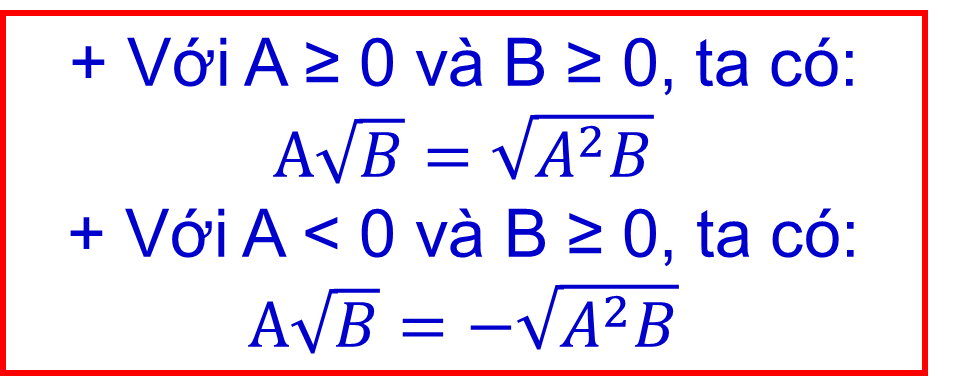 + Với A ≥ 0 và B ≥ 0, ta có:
A√B = √(A²B)
+ Với A < 0 và B ≥ 0, ta có:
A√B = −√(A²B)